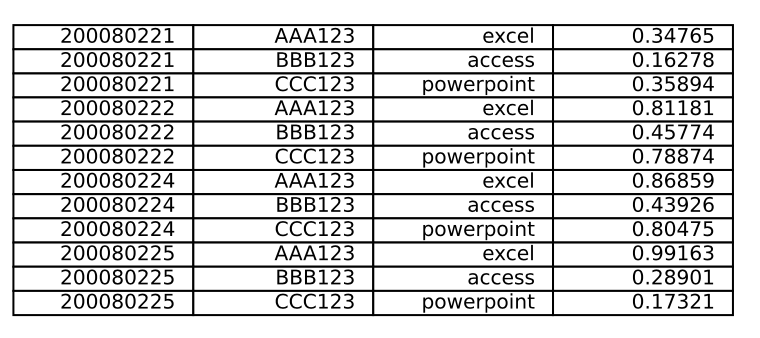 200080221 AAA123 excel 0.34765
200080221 BBB123 access 0.16278
200080221 CCC123 powerpoint 0.35894
200080222 AAA123 excel 0.81181
200080222 BBB123 access 0.45774
200080222 CCC123 powerpoint 0.78874
200080224 AAA123 excel 0.86859
200080224 BBB123 access 0.43926
200080224 CCC123 powerpoint 0.80475
200080225 AAA123 excel 0.99163
200080225 BBB123 access 0.28901
200080225 CCC123 powerpoint 0.17321